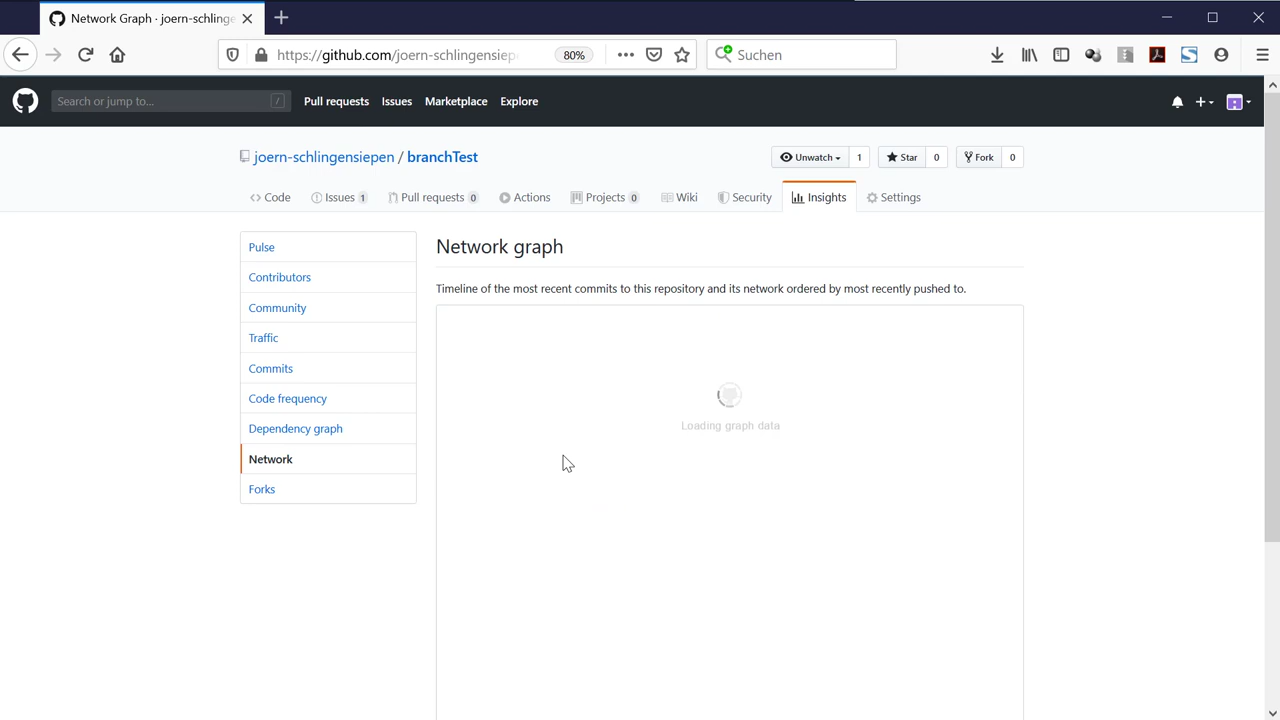 Network Graph · joern-schlinge
https://github.com/joern-schlingensiepe
80%
Suchen
Search or jump to...
/
Pull requests
Issues
Marketplace
Explore
joern-schlingensiepen / branchTest
Unwatch 1
Star 0
Fork 0
Code
Issues 1
Pull requests 0
Actions
Projects 0
Wiki
Security
Insights
Settings
Pulse
Contributors
Community
Traffic
Commits
Code frequency
Dependency graph
Network
Forks
Network graph
Timeline of the most recent commits to this repository and its network ordered by most recently pushed to.
Loading graph data